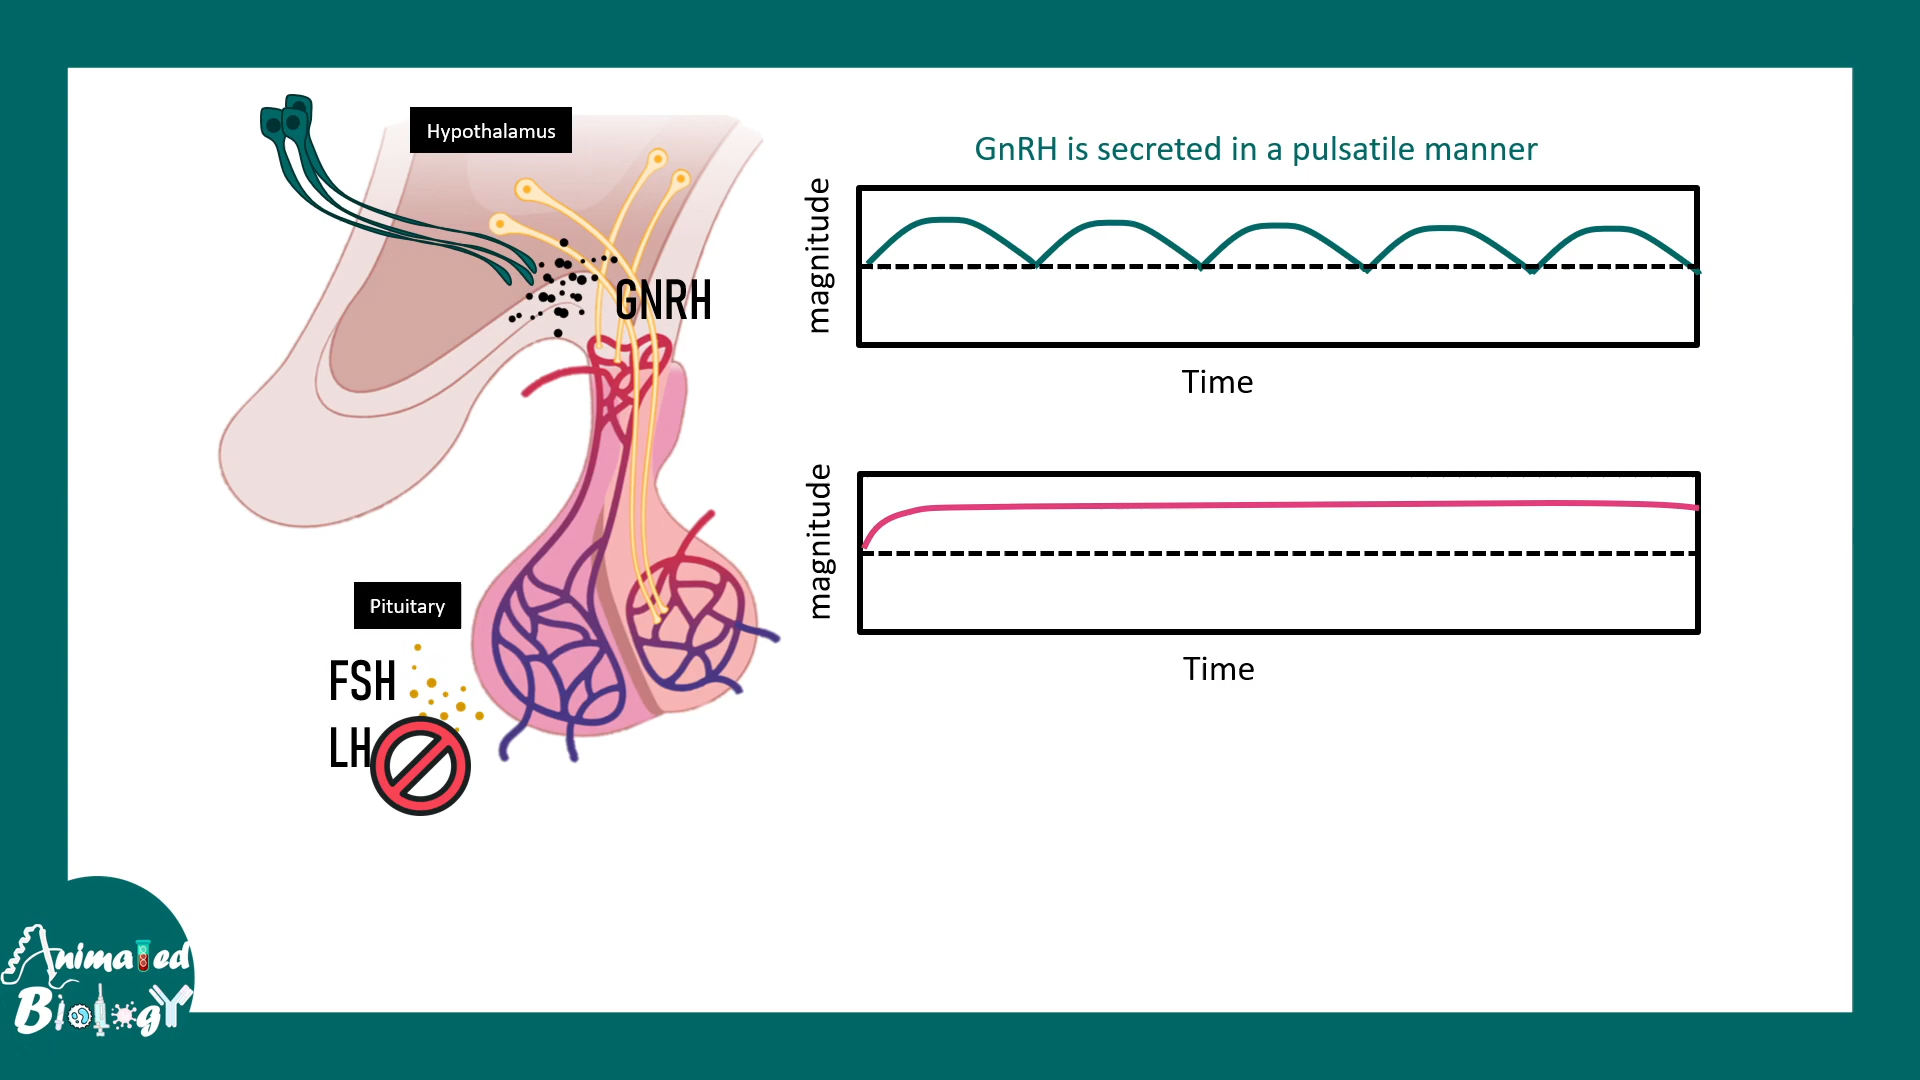 Hypothalamus
GNRH
Pituitary
FSH
LH
GnRH is secreted in a pulsatile manner
magnitude
Time
magnitude
Time
Animated
Biology